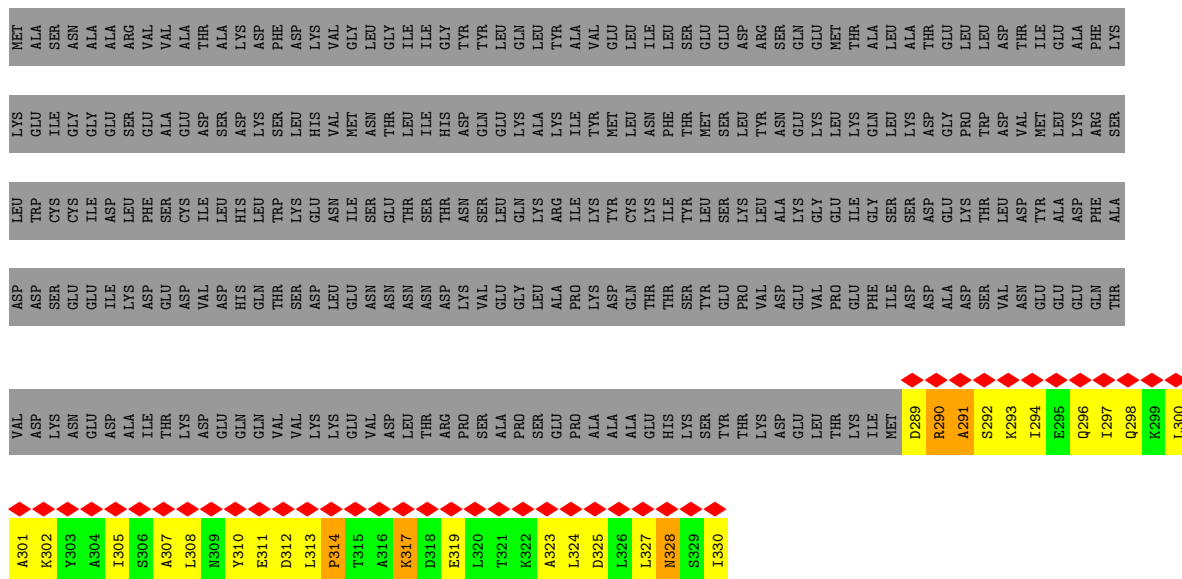 MET ALA SER ASN ALA ALA ARG VAL VAL ALA THR ALA LYS ASP PHE ASP LYS VAL GLY LEU GLY ILE ILE GLY TYR TYR LEU GLN LEU TYR ALA VAL GLU LEU ILE LEU SER GLU GLU ASP ARG SER GLN GLU MET THR ALA LEU ALA THR GLU LEU LEU ASP THR ILE GLU ALA PHE LYS
LYS GLU ILE GLY GLY GLU SER GLU ALA GLU ASP SER ASP LYS SER LEU HIS VAL MET ASN THR LEU ILE HIS ASP GLN GLU LYS ALA LYS ILE TYR MET LEU ASN PHE THR MET SER LEU TYR ASN GLU LYS LEU LYS GLN LEU LYS ASP GLY PRO TRP ASP VAL MET LEU LYS ARG SER
LEU TRP CYS CYS ILE ASP LEU PHE SER CYS ILE LEU HIS LEU TRP LYS GLU ASN ILE SER GLU THR SER THR ASN SER LEU GLN LYS ARG ILE LYS TYR CYS LYS ILE TYR LEU SER LYS LEU ALA LYS GLY GLU ILE GLY SER SER ASP GLU LYS THR LEU ASP TYR ALA ASP PHE ALA
ASP ASP SER GLU GLU ILE LYS ASP GLU ASP VAL ASP HIS GLN THR SER ASP LEU GLU ASN ASN ASN ASN ASP LYS VAL GLU GLY LEU ALA PRO LYS ASP GLN THR THR SER TYR GLU PRO VAL ASP GLU VAL PRO GLU PHE ILE ASP ASP ALA ASP SER VAL ASN GLU GLU GLU GLN THR
VAL ASP LYS ASN GLU ASP ALA ILE THR LYS ASP GLU GLN GLN VAL VAL LYS LYS GLU VAL ASP LEU THR ARG PRO SER ALA PRO SER GLU PRO ALA ALA ALA GLU HIS LYS SER TYR THR LYS ASP GLU LEU THR LYS ILE MET D289 R290 A291 S292 K293 I294 E295 Q296 I297 Q298 K299 L300
A301 K302 Y303 A304 I305 S306 A307 L308 N309 Y310 E311 D312 L313 P314 T315 A316 K317 D318 E319 L320 T321 K322 A323 L324 D325 L326 L327 N328 S329 I330